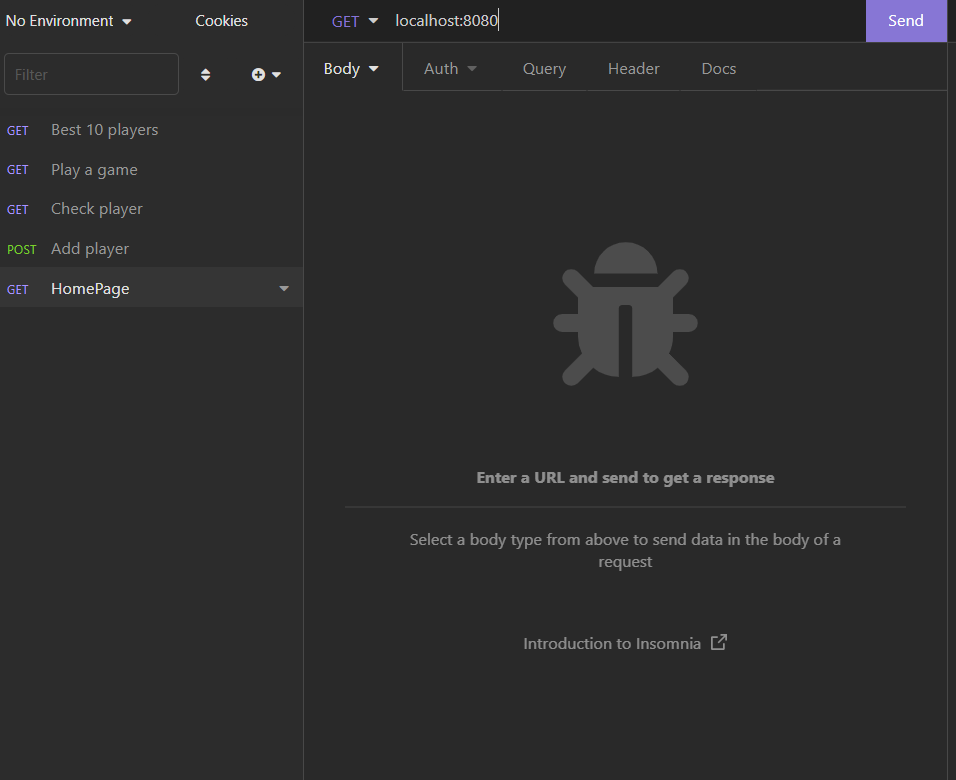 No Environment
Cookies
GET
localhost:8080
Send
Filter
Body
Auth
Query
Header
Docs
GET Best 10 players
GET Play a game
GET Check player
POST Add player
GET HomePage
Enter a URL and send to get a response
Select a body type from above to send data in the body of a
request
Introduction to Insomnia